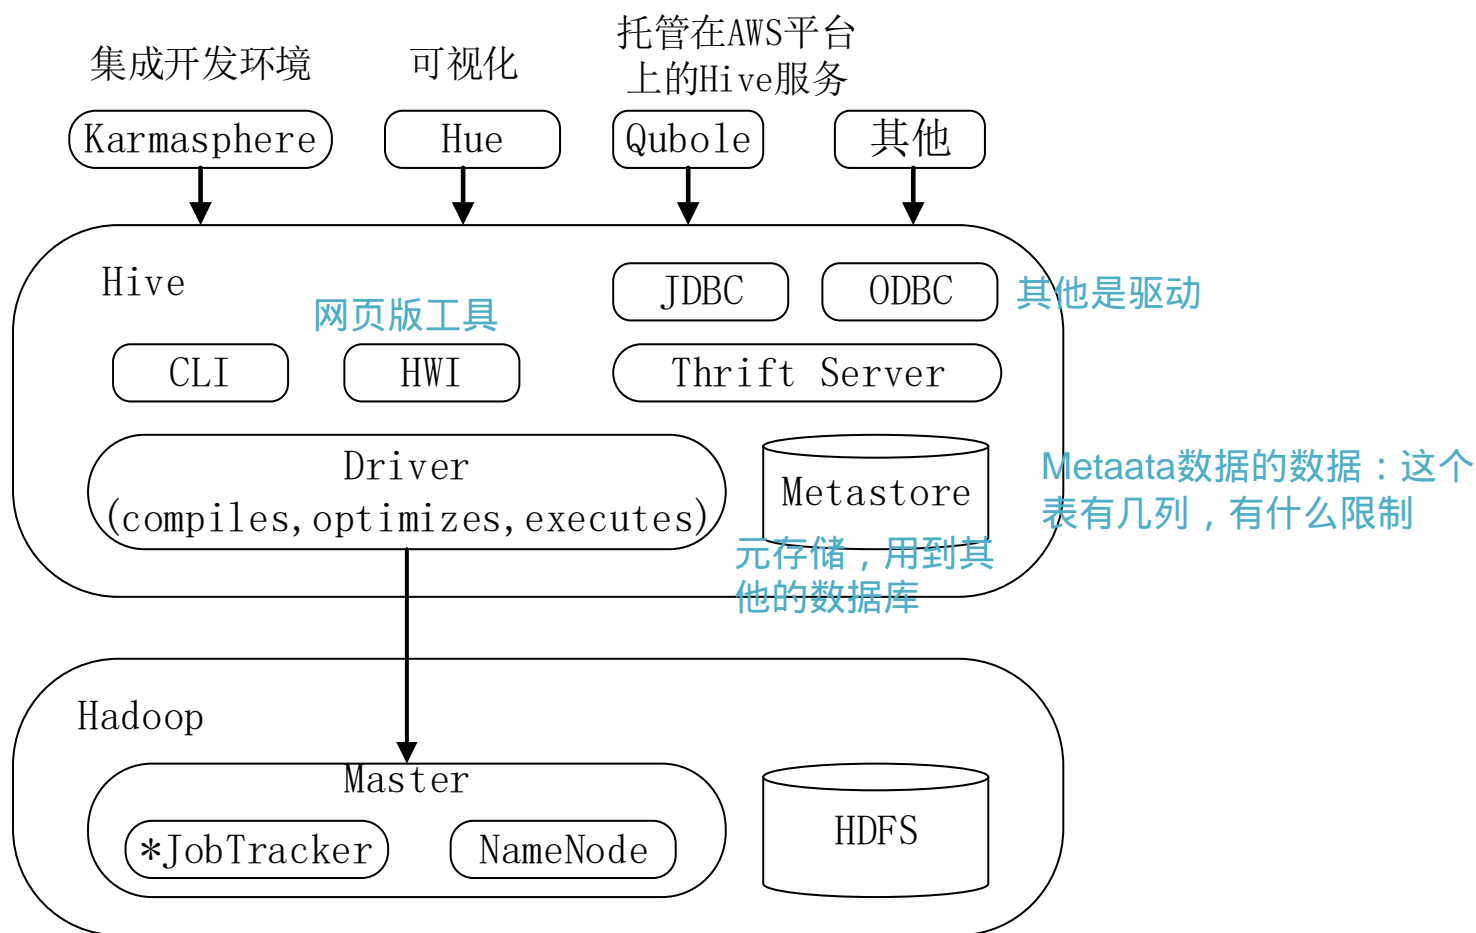 集成开发环境
可视化
托管在AWS平台
上的Hive服务
Karmasphere
Hue
Qubole
其他
Hive
JDBC
ODBC
其他是驱动
网页版工具
CLI
HWI
Thrift Server
Driver
(compiles,optimizes,executes)
Metastore
Metaata数据的数据：这个
表有几列，有什么限制
元存储，用到其
他的数据库
Hadoop
Master
*JobTracker
NameNode
HDFS